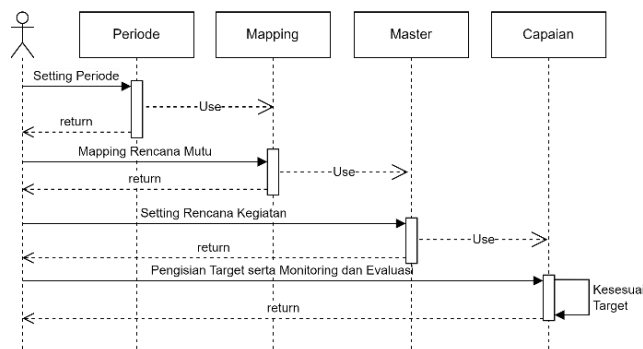 Periode
Mapping
Master
Capaian
Setting Periode
Use
return
Mapping Rencana Mutu
return
Use
Setting Rencana Kegiatan
return
Use
Pengisian Target serta Monitoring dan Evaluasi
return
Kesesuai
Target